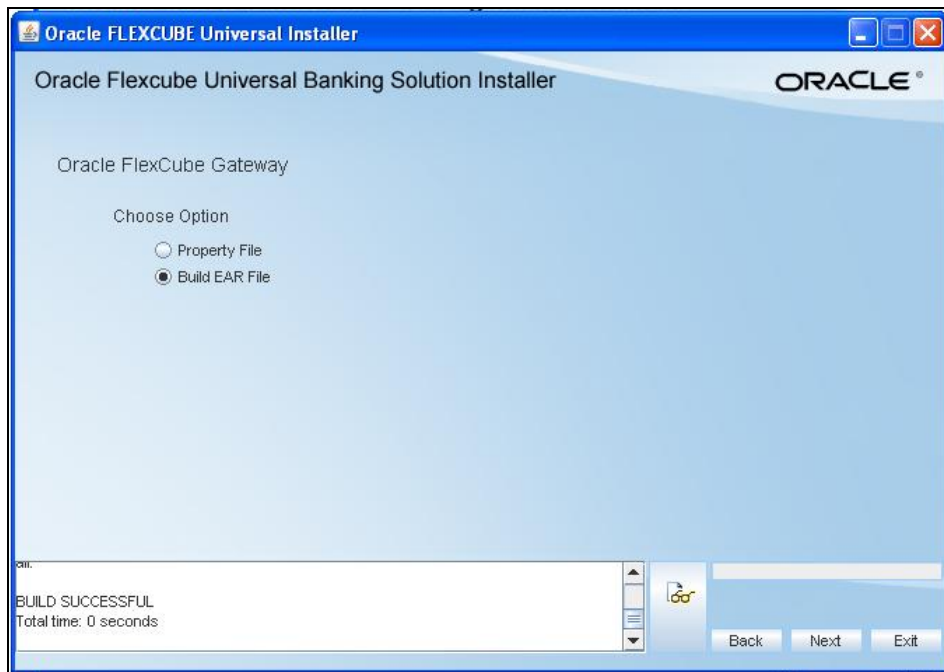 Oracle FLEXCUBE Universal Installer
Oracle Flexcube Universal Banking Solution Installer
ORACLE®
Oracle FlexCube Gateway
Choose Option
Property File
Build EAR File
all:
BUILD SUCCESSFUL
Total time: 0 seconds
Back Next Exit